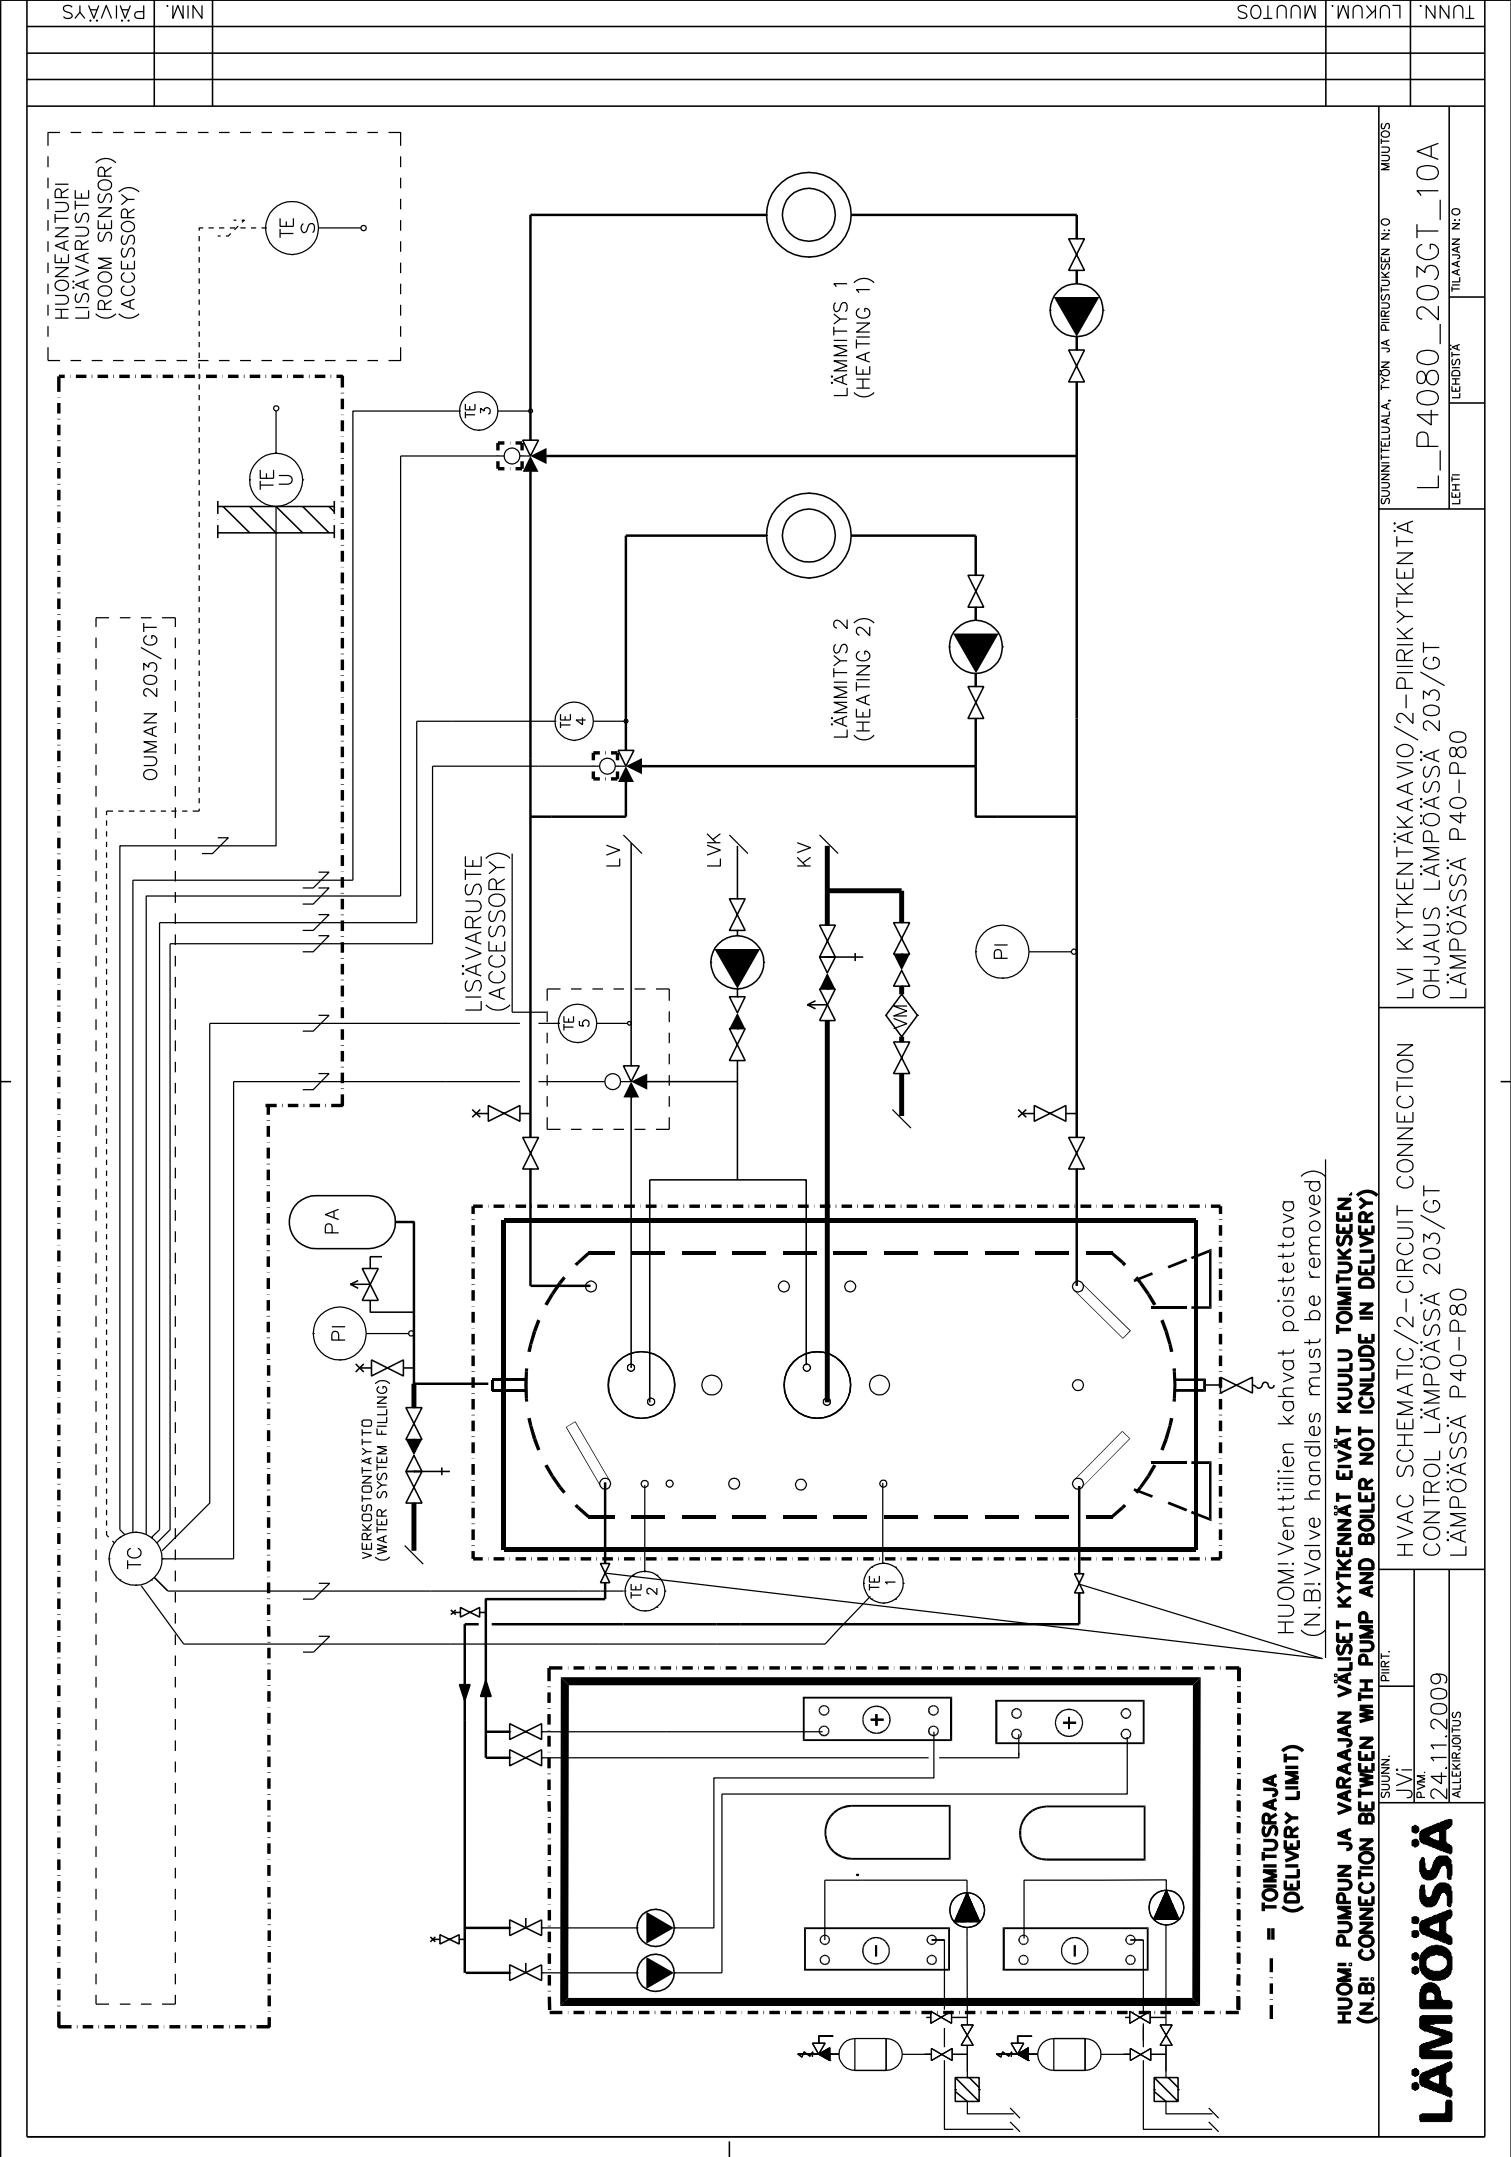 TUNN.
LUKUM.
MUUTOS
NIM.
PÄIVÄYS
HUONEANTURI
LISÄVARUSTE
(ROOM SENSOR)
(ACCESSORY)
TE
S
TE
U
OUMAN 203/GT
TC
TE
3
TE
4
LÄMMITYS 1
(HEATING 1)
LÄMMITYS 2
(HEATING 2)
LISÄVARUSTE
(ACCESSORY)
TE
5
LV
LVK
KV
VM
PI
PA
PI
VERKOSTONTÄYTTÖ
(WATER SYSTEM FILLING)
TE
2
TE
1
+
+
-
-
HUOM! Venttiilien kahvat poistettava
(N.B! Valve handles must be removed)
= TOIMITUSRAJA
(DELIVERY LIMIT)
HUOM! PUMPUN JA VARAAJAN VÄLISET KYTKENNÄT EIVÄT KUULU TOIMITUKSEEN.
(N.B! CONNECTION BETWEEN WITH PUMP AND BOILER NOT ICNLUDE IN DELIVERY)
LÄMPÖÄSSÄ
SUUNN.
JVi
PIIRT.
PVM.
24.11.2009
ALLEKIRJOITUS
HVAC SCHEMATIC/2-CIRCUIT CONNECTION
CONTROL LÄMPÖÄSSÄ 203/GT
LÄMPÖÄSSÄ P40-P80
LVI KYTKENTÄKAAVIO/2-PIIRIKYTKENTÄ
OHJAUS LÄMPÖÄSSÄ 203/GT
LÄMPÖÄSSÄ P40-P80
SUUNNITTELUALA, TYÖN JA PIIRUSTUKSEN N:O
MUUTOS
L_P4080_203GT_10A
LEHTI
LEHDISTÄ
TILAAJAN N:O